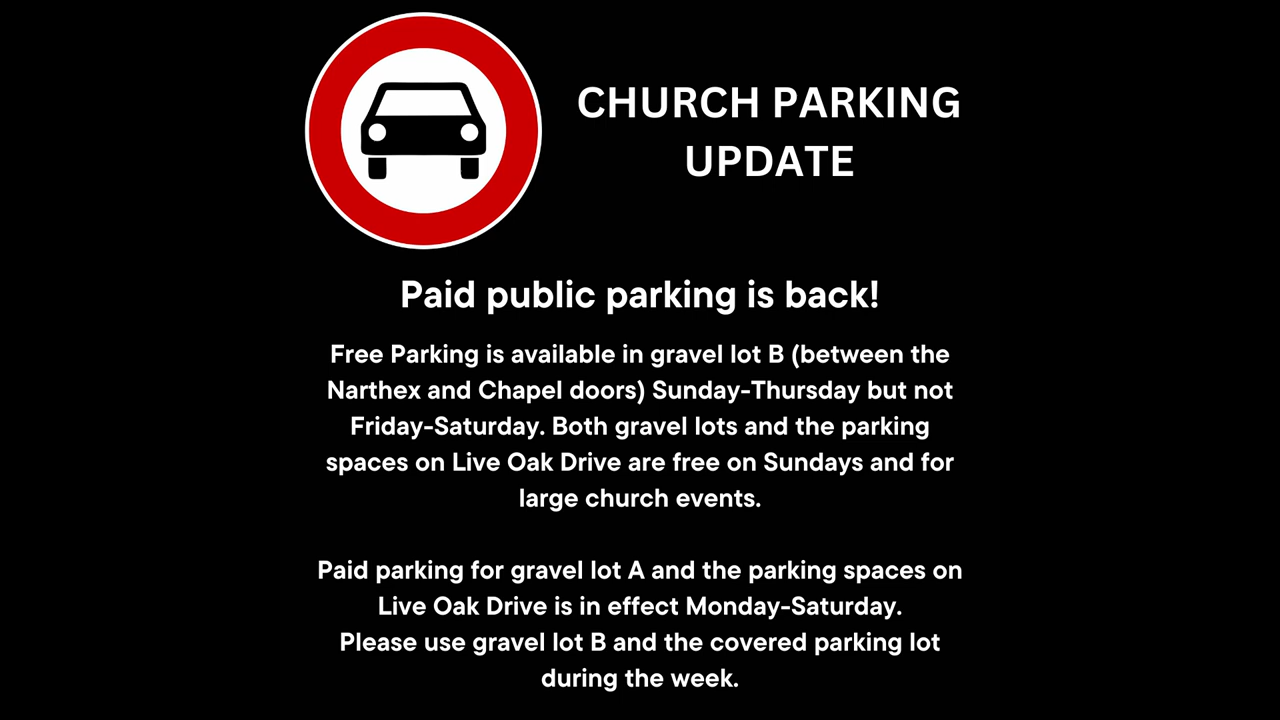 CHURCH PARKING
UPDATE
Paid public parking is back!
Free Parking is available in gravel lot B (between the
Narthex and Chapel doors) Sunday-Thursday but not
Friday-Saturday. Both gravel lots and the parking
spaces on Live Oak Drive are free on Sundays and for
large church events.
Paid parking for gravel lot A and the parking spaces on
Live Oak Drive is in effect Monday-Saturday.
Please use gravel lot B and the covered parking lot
during the week.